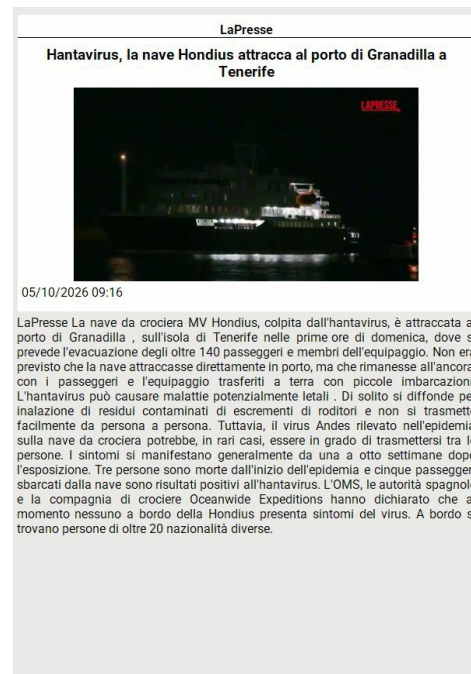 LaPresse
Hantavirus, la nave Hondius attracca al porto di Granadilla a
Tenerife
LAPRESSE
05/10/2026 09:16
LaPresse La nave da crociera MV Hondius, colpita dall'hantavirus, è attraccata a
porto di Granadilla , sull'isola di Tenerife nelle prime ore di domenica, dove s
prevede l'evacuazione degli oltre 140 passeggeri e membri dell'equipaggio. Non era
previsto che la nave attraccasse direttamente in porto, ma che rimanesse all'ancora
con i passeggeri e l'equipaggio trasferiti a terra con piccole imbarcazion
L'hantavirus può causare malattie potenzialmente letali . Di solito si diffonde pe
inalazione di residui contaminati di escrementi di roditori e non si trasmett
facilmente da persona a persona. Tuttavia, il virus Andes rilevato nell'epidemia
sulla nave da crociera potrebbe, in rari casi, essere in grado di trasmettersi tra l
persone. I sintomi si manifestano generalmente da una a otto settimane dopo
l'esposizione. Tre persone sono morte dall'inizio dell'epidemia e cinque passegger
sbarcati dalla nave sono risultati positivi all'hantavirus. L'OMS, le autorità spagnol
e la compagnia di crociere Oceanwide Expeditions hanno dichiarato che a
momento nessuno a bordo della Hondius presenta sintomi del virus. A bordo s
trovano persone di oltre 20 nazionalità diverse.